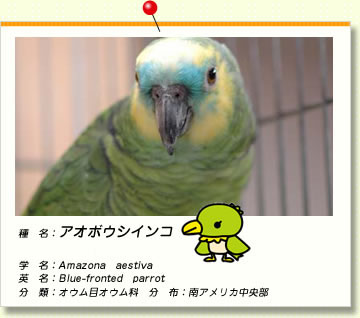 種　名：アオボウシインコ
学　名：Amazona　aestiva
英　名：Blue-fronted　parrot
分　類：オウム目オウム科　分　布：南アメリカ中央部